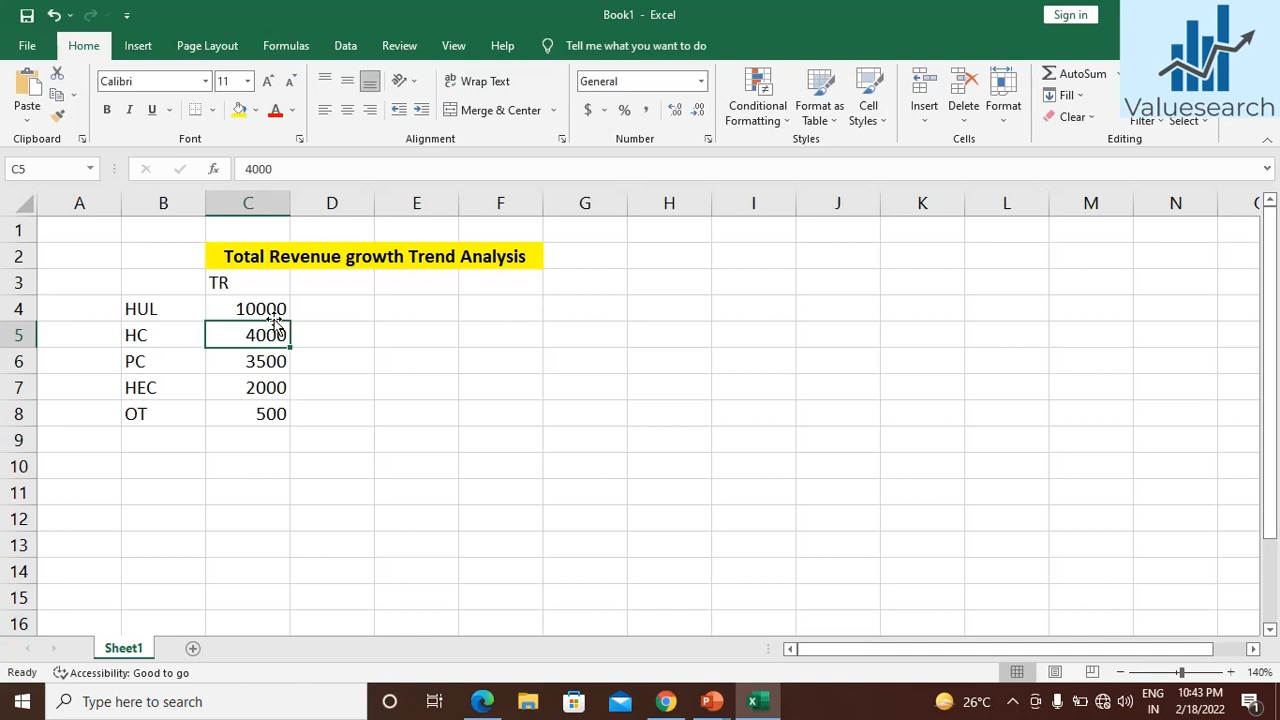 Book1 - Excel
Sign in
File Home Insert Page Layout Formulas Data Review View Help Tell me what you want to do
Valuesearch
Paste
Calibri 11
B I U
Wrap Text
Merge & Center
General
$ %
Conditional Formatting
Format as Table
Cell Styles
Insert Delete Format
AutoSum
Fill
Clear
Filter Select
Clipboard Font Alignment Number Styles Cells Editing
C5 fx 4000
A B C D E F G H I J K L M N
1
2 Total Revenue growth Trend Analysis
3 TR
4 HUL 10000
5 HC 4000
6 PC 3500
7 HEC 2000
8 OT 500
9
10
11
12
13
14
15
16
Sheet1
Ready Accessibility: Good to go 140%
Type here to search
26°C
ENG
IN
10:43 PM
2/18/2022
1